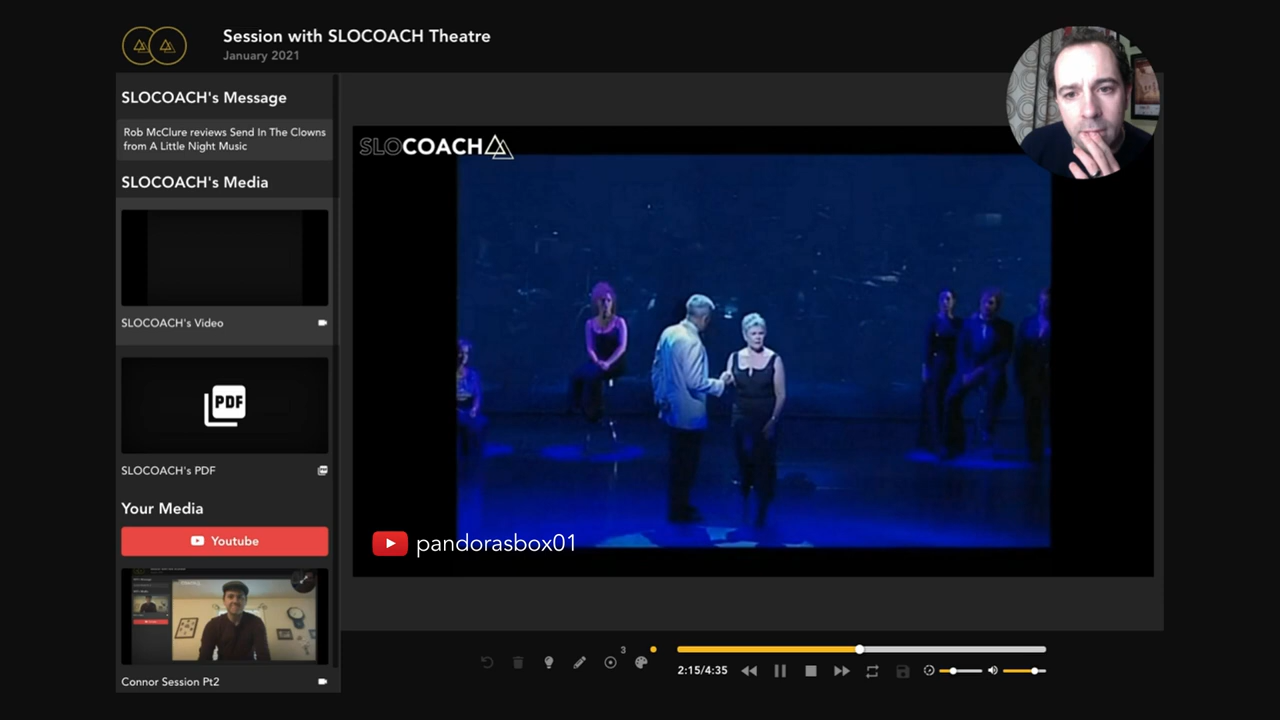 Session with SLOCOACH Theatre
January 2021
SLOCOACH's Message
Rob McClure reviews Send In The Clowns
from A Little Night Music
SLOCOACH's Media
SLOCOACH's Video
PDF
SLOCOACH's PDF
Your Media
Youtube
Connor Session Pt2
SLOCOACH
pandorasbox01
3
2:15/4:35